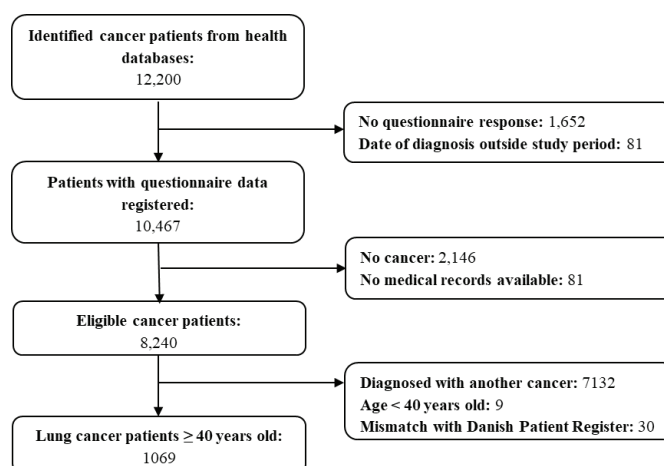 Identified cancer patients from health
databases:
12,200
No questionnaire response: 1,652
Date of diagnosis outside study period: 81
Patients with questionnaire data
registered:
10,467
No cancer: 2,146
No medical records available: 81
Eligible cancer patients:
8,240
Diagnosed with another cancer: 7132
Age < 40 years old: 9
Mismatch with Danish Patient Register: 30
Lung cancer patients ≥ 40 years old:
1069